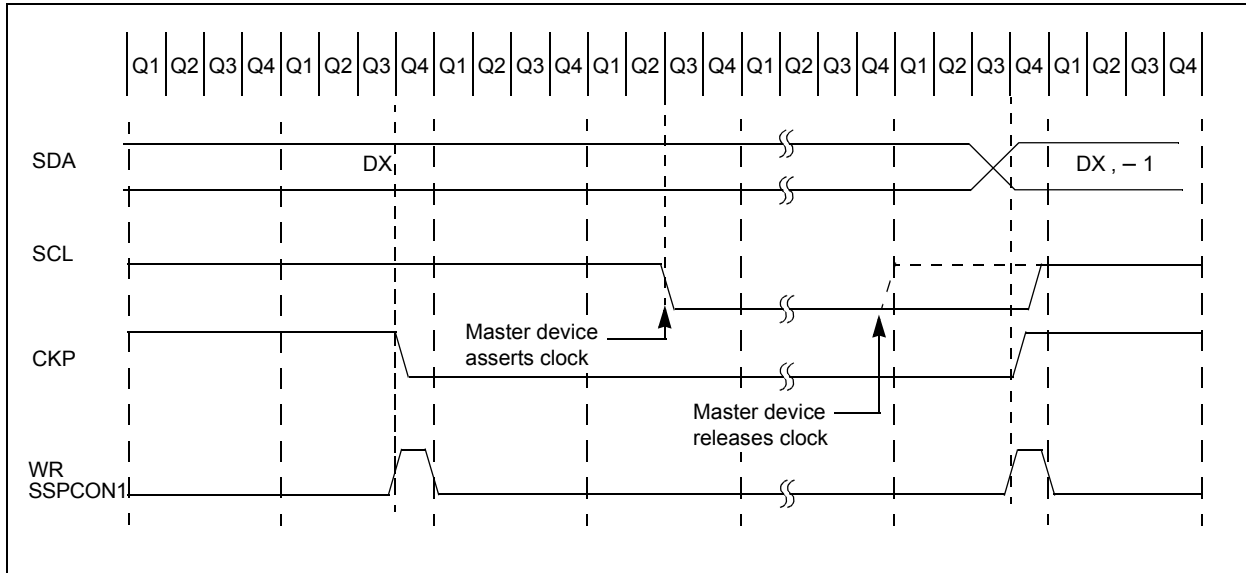 Q1 Q2 Q3 Q4 Q1 Q2 Q3 Q4 Q1 Q2 Q3 Q4 Q1 Q2 Q3 Q4 Q1 Q2 Q3 Q4 Q1 Q2 Q3 Q4 Q1 Q2 Q3 Q4
SDA
DX
DX , – 1
SCL
Master device
asserts clock
CKP
Master device
releases clock
WR
SSPCON1